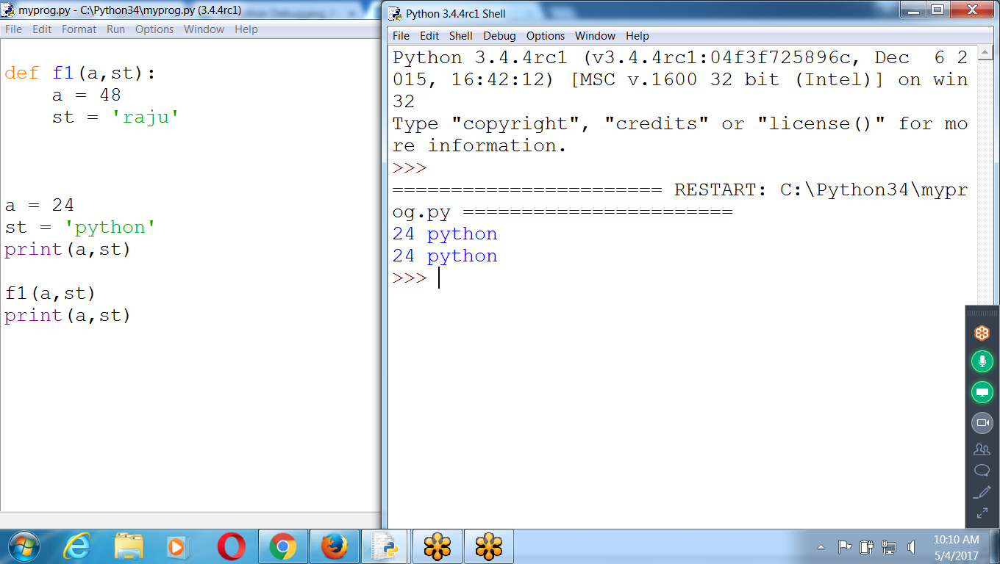 myprog.py - C:\Python34\myprog.py (3.4.4rc1)
File Edit Format Run Options Window Help
def f1(a,st):
    a = 48
    st = 'raju'
a = 24
st = 'python'
print(a,st)
f1(a,st)
print(a,st)
Python 3.4.4rc1 Shell
File Edit Shell Debug Options Window Help
Python 3.4.4rc1 (v3.4.4rc1:04f3f725896c, Dec  6 2
015, 16:42:12) [MSC v.1600 32 bit (Intel)] on win
32
Type "copyright", "credits" or "license()" for mo
re information.
>>>
======================= RESTART: C:\Python34\mypr
og.py =======================
24 python
24 python
>>>
10:10 AM
5/4/2017